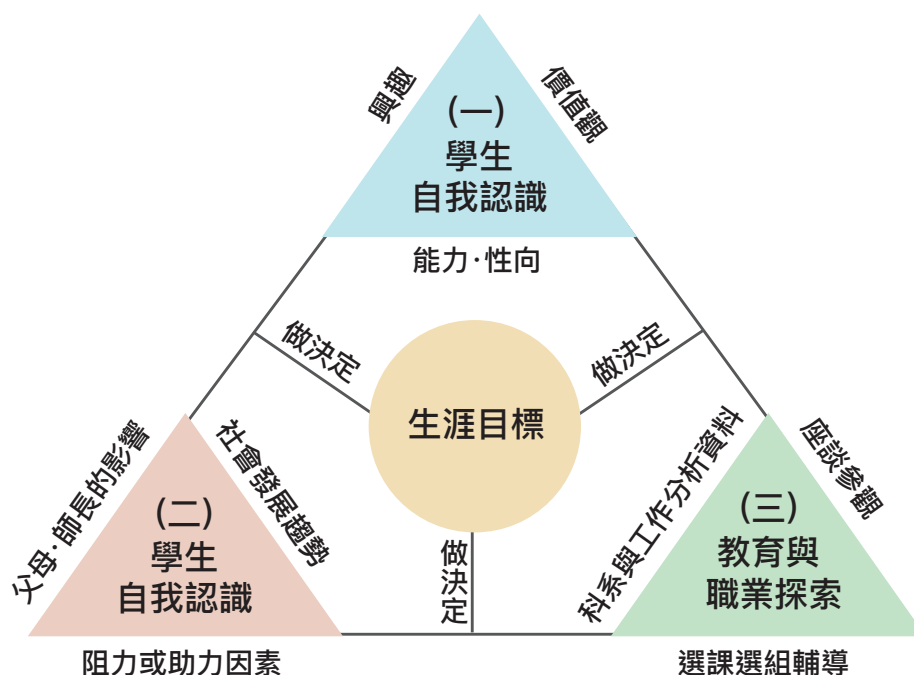 興趣
價值觀
(一)
學生
自我認識
能力·性向
做決定
做決定
生涯目標
父母·師長的影響
社會發展趨勢
(二)
學生
自我認識
阻力或助力因素
做決定
科系與工作分析資料
座談參觀
(三)
教育與
職業探索
選課選組輔導